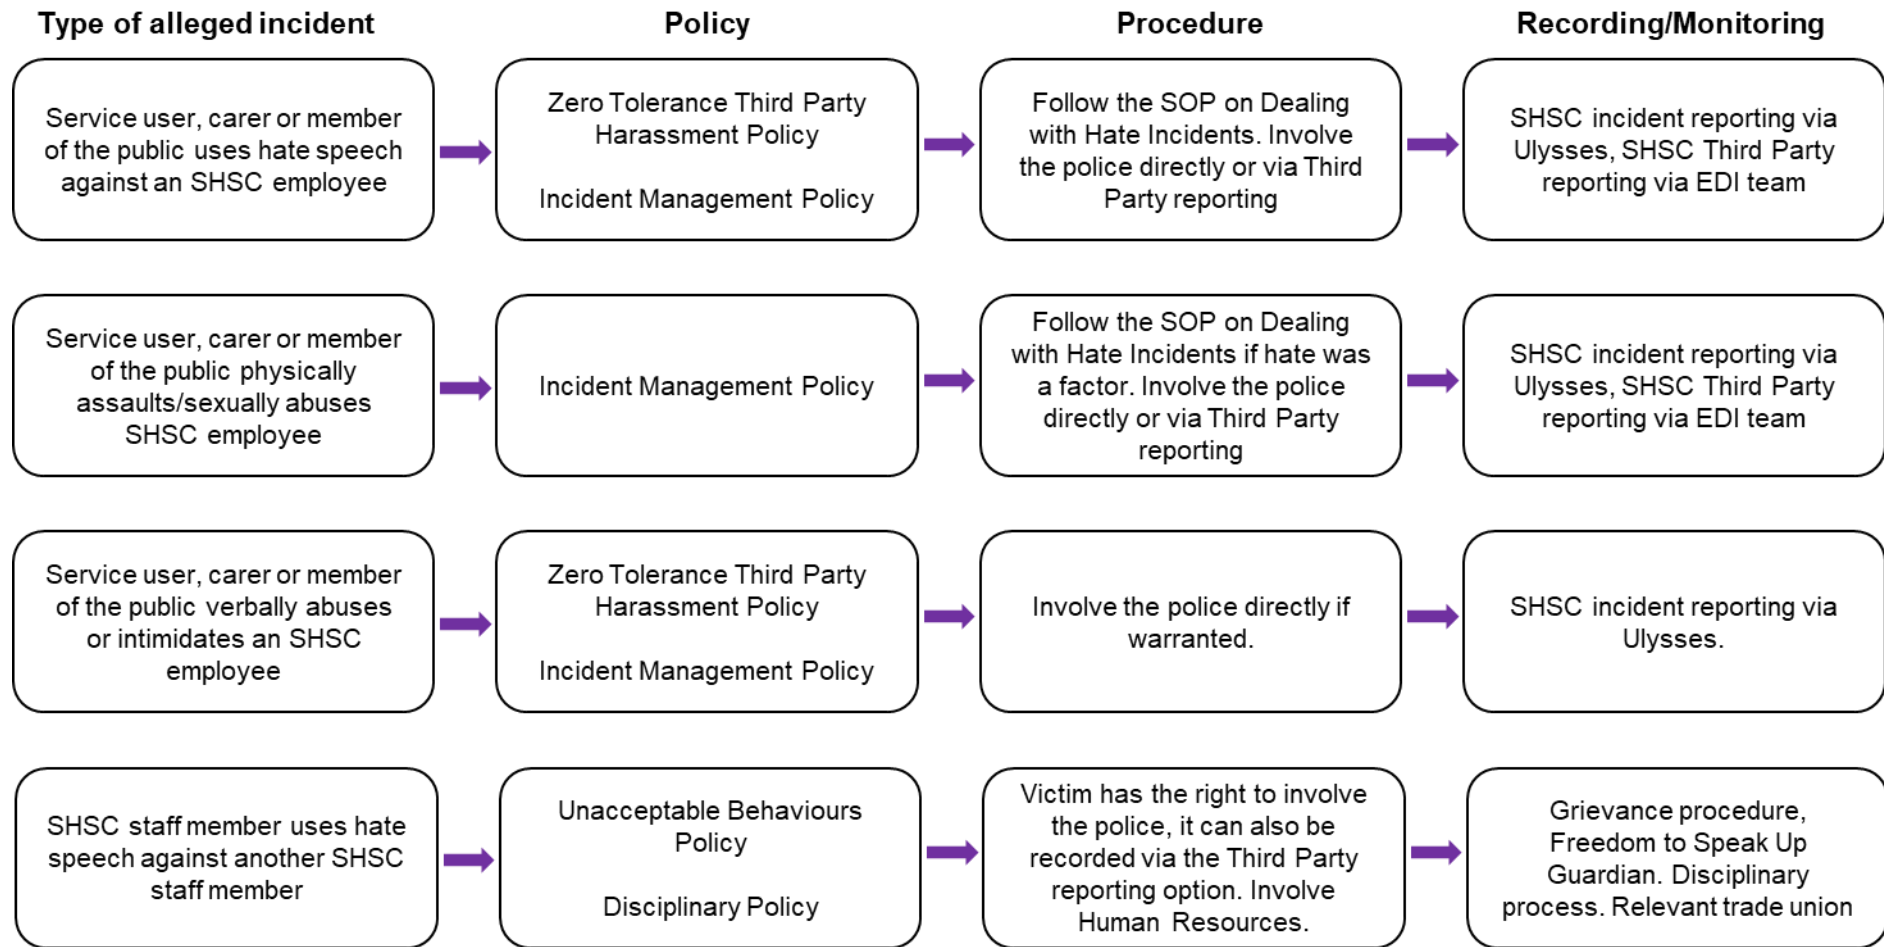 Type of alleged incident
Policy
Procedure
Recording/Monitoring
Service user, carer or member
of the public uses hate speech
against an SHSC employee
Zero Tolerance Third Party
Harassment Policy
Incident Management Policy
Follow the SOP on Dealing
with Hate Incidents. Involve
the police directly or via Third
Party reporting
SHSC incident reporting via
Ulysses, SHSC Third Party
reporting via EDI team
Service user, carer or member
of the public physically
assaults/sexually abuses
SHSC employee
Incident Management Policy
Follow the SOP on Dealing
with Hate Incidents if hate was
a factor. Involve the police
directly or via Third Party
reporting
SHSC incident reporting via
Ulysses, SHSC Third Party
reporting via EDI team
Service user, carer or member
of the public verbally abuses
or intimidates an SHSC
employee
Zero Tolerance Third Party
Harassment Policy
Incident Management Policy
Involve the police directly if
warranted.
SHSC incident reporting via
Ulysses.
SHSC staff member uses hate
speech against another SHSC
staff member
Unacceptable Behaviours
Policy
Disciplinary Policy
Victim has the right to involve
the police, it can also be
recorded via the Third Party
reporting option. Involve
Human Resources.
Grievance procedure,
Freedom to Speak Up
Guardian. Disciplinary
process. Relevant trade union